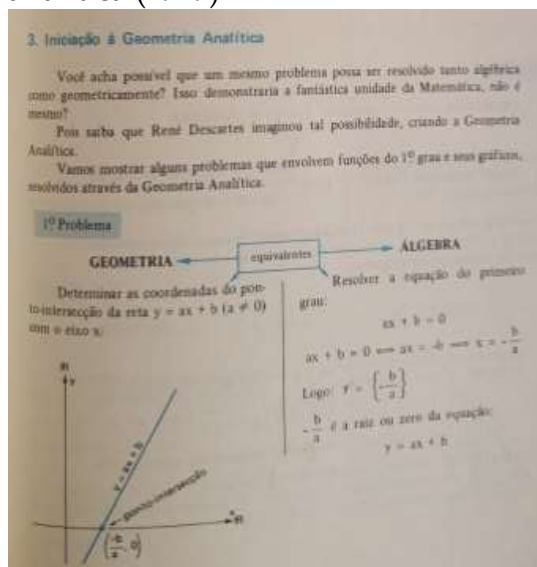 3. Iniciação à Geometria Analítica
Você acha possível que um mesmo problema possa ser resolvido tanto algébrica
como geometricamente? Isso demonstraria a fantástica unidade da Matemática, não é
mesmo?
Pois saiba que René Descartes imaginou tal possibilidade, criando a Geometria
Analítica.
Vamos mostrar alguns problemas que envolvem funções do 1º grau e seus gráficos,
resolvidos através da Geometria Analítica.
1º Problema
GEOMETRIA
equivalentes
ÁLGEBRA
Determinar as coordenadas do pon-
to-intersecção da reta y = ax + b (a ≠ 0)
com o eixo x.
y
y = ax + b
ponto-intersecção
(-b/a, 0)
Resolver a equação do primeiro
grau:
ax + b = 0
ax + b = 0 ⟺ ax = -b ⟺ x = -b/a
Logo: V = {-b/a}
-b/a é a raiz ou zero da equação:
y = ax + b